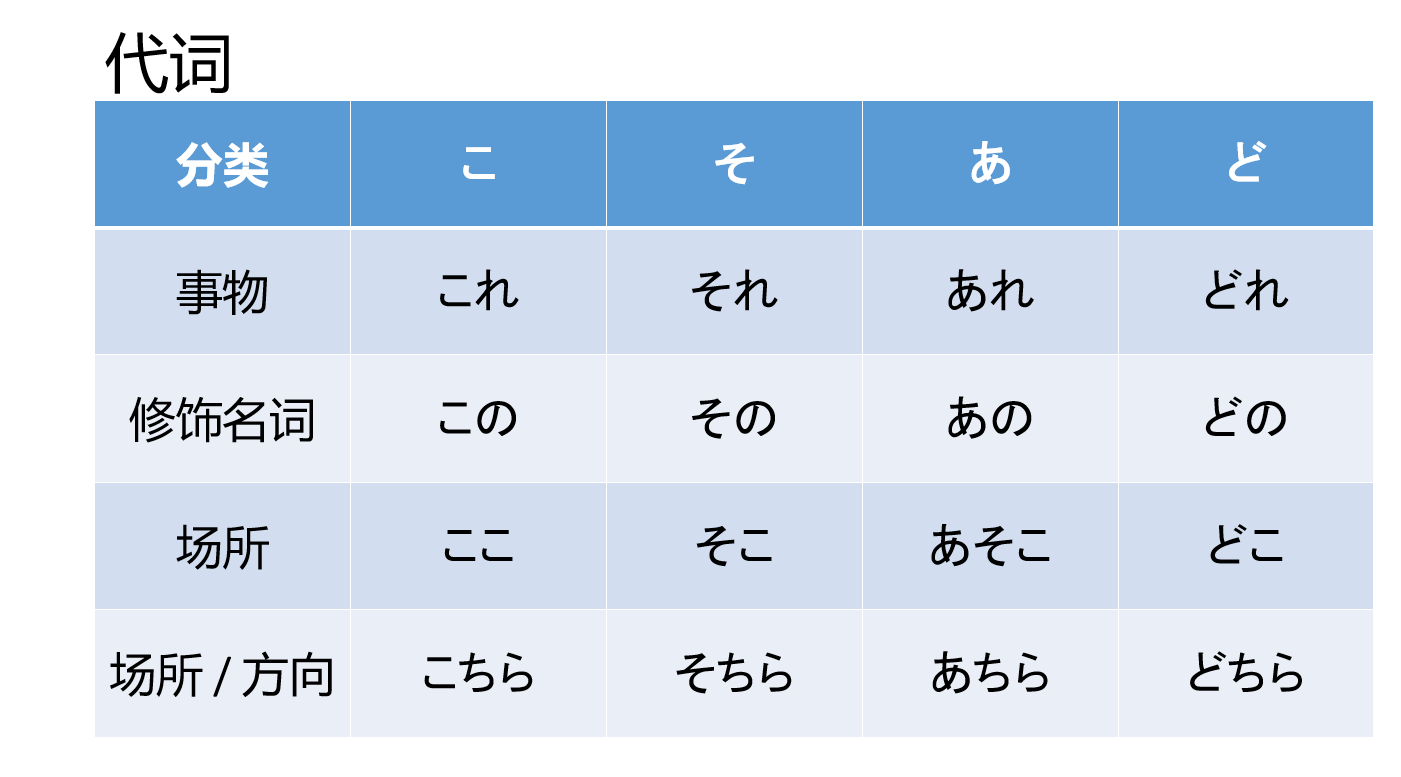 代词
分类 こ そ あ ど
事物 これ それ あれ どれ
修饰名词 この その あの どの
场所 ここ そこ あそこ どこ
场所 / 方向 こちら そちら あちら どちら